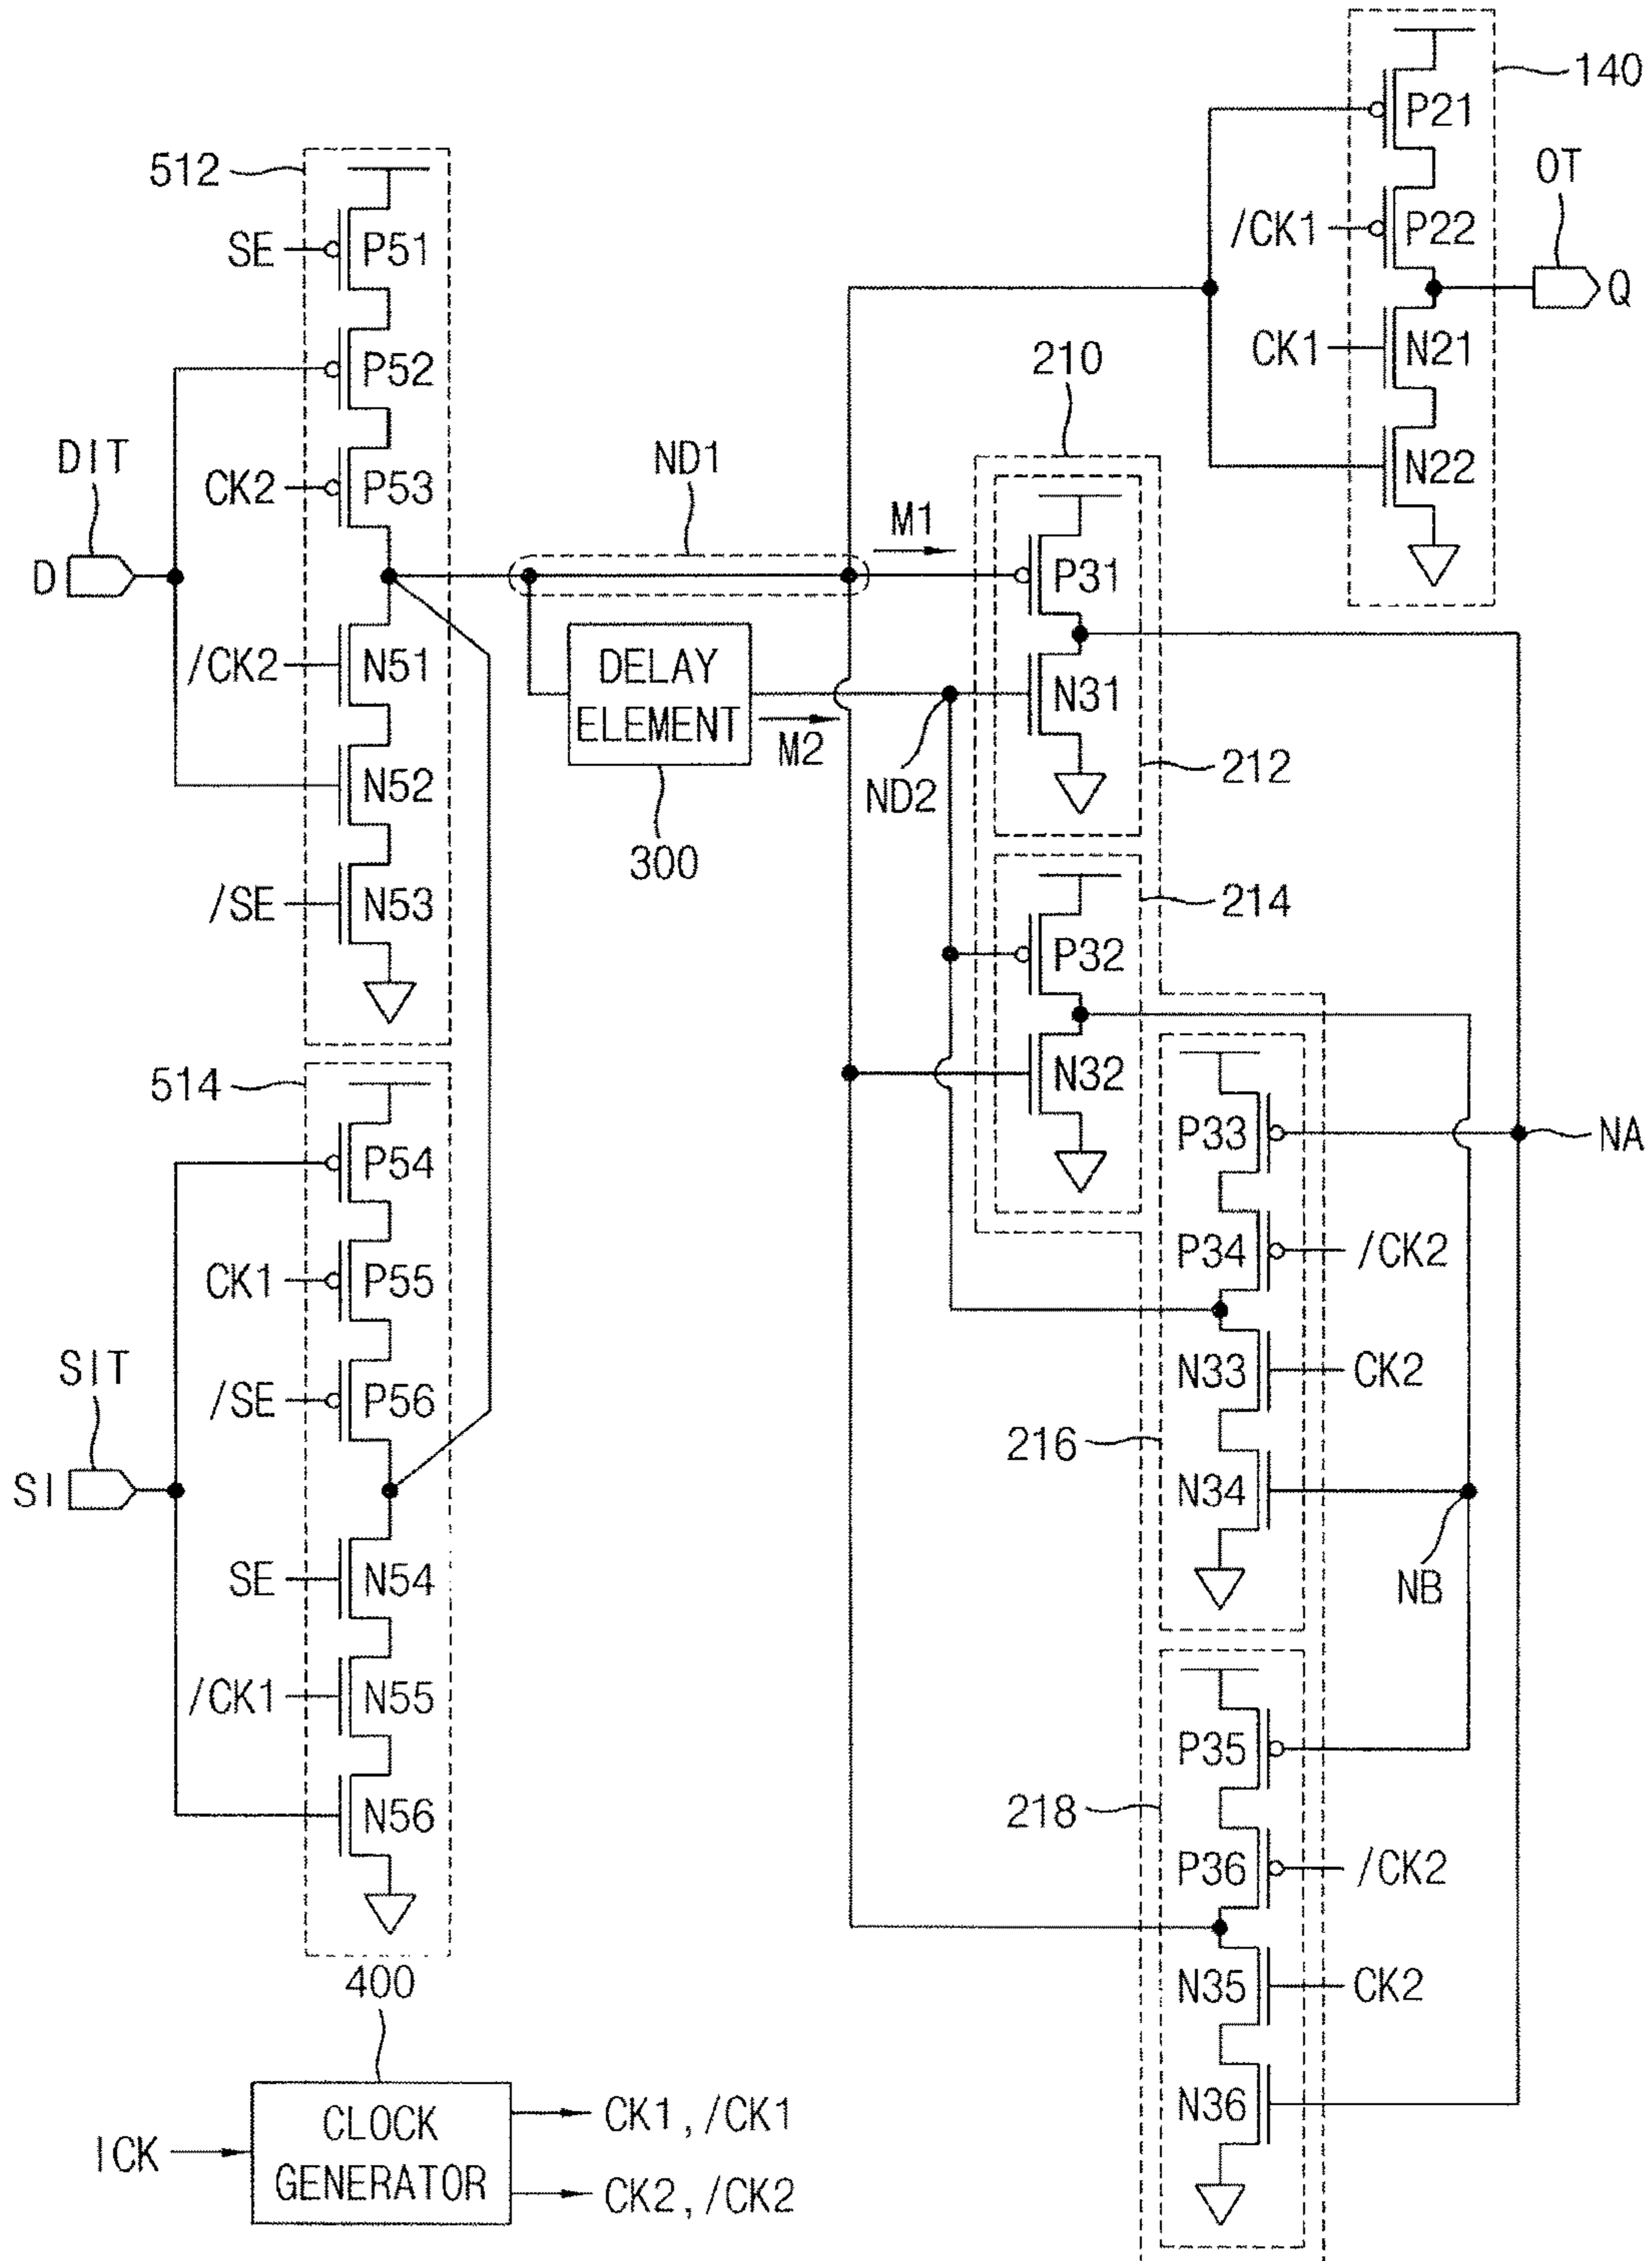 140
P21
512
OT
SE
P51
/CK1
P22
Q
CK1
N21
P52
210
DIT
ND1
N22
CK2
P53
M1
D
P31
/CK2
N51
DELAY
ELEMENT
N31
M2
N52
ND2
212
300
/SE
N53
214
P32
514
N32
P33
NA
P54
P34
/CK2
CK1
P55
SIT
N33
CK2
/SE
P56
216
SI
N34
SE
N54
NB
/CK1
N55
P35
N56
218
P36
/CK2
400
N35
CK2
CLOCK
GENERATOR
N36
CK1,/CK1
ICK
CK2,/CK2